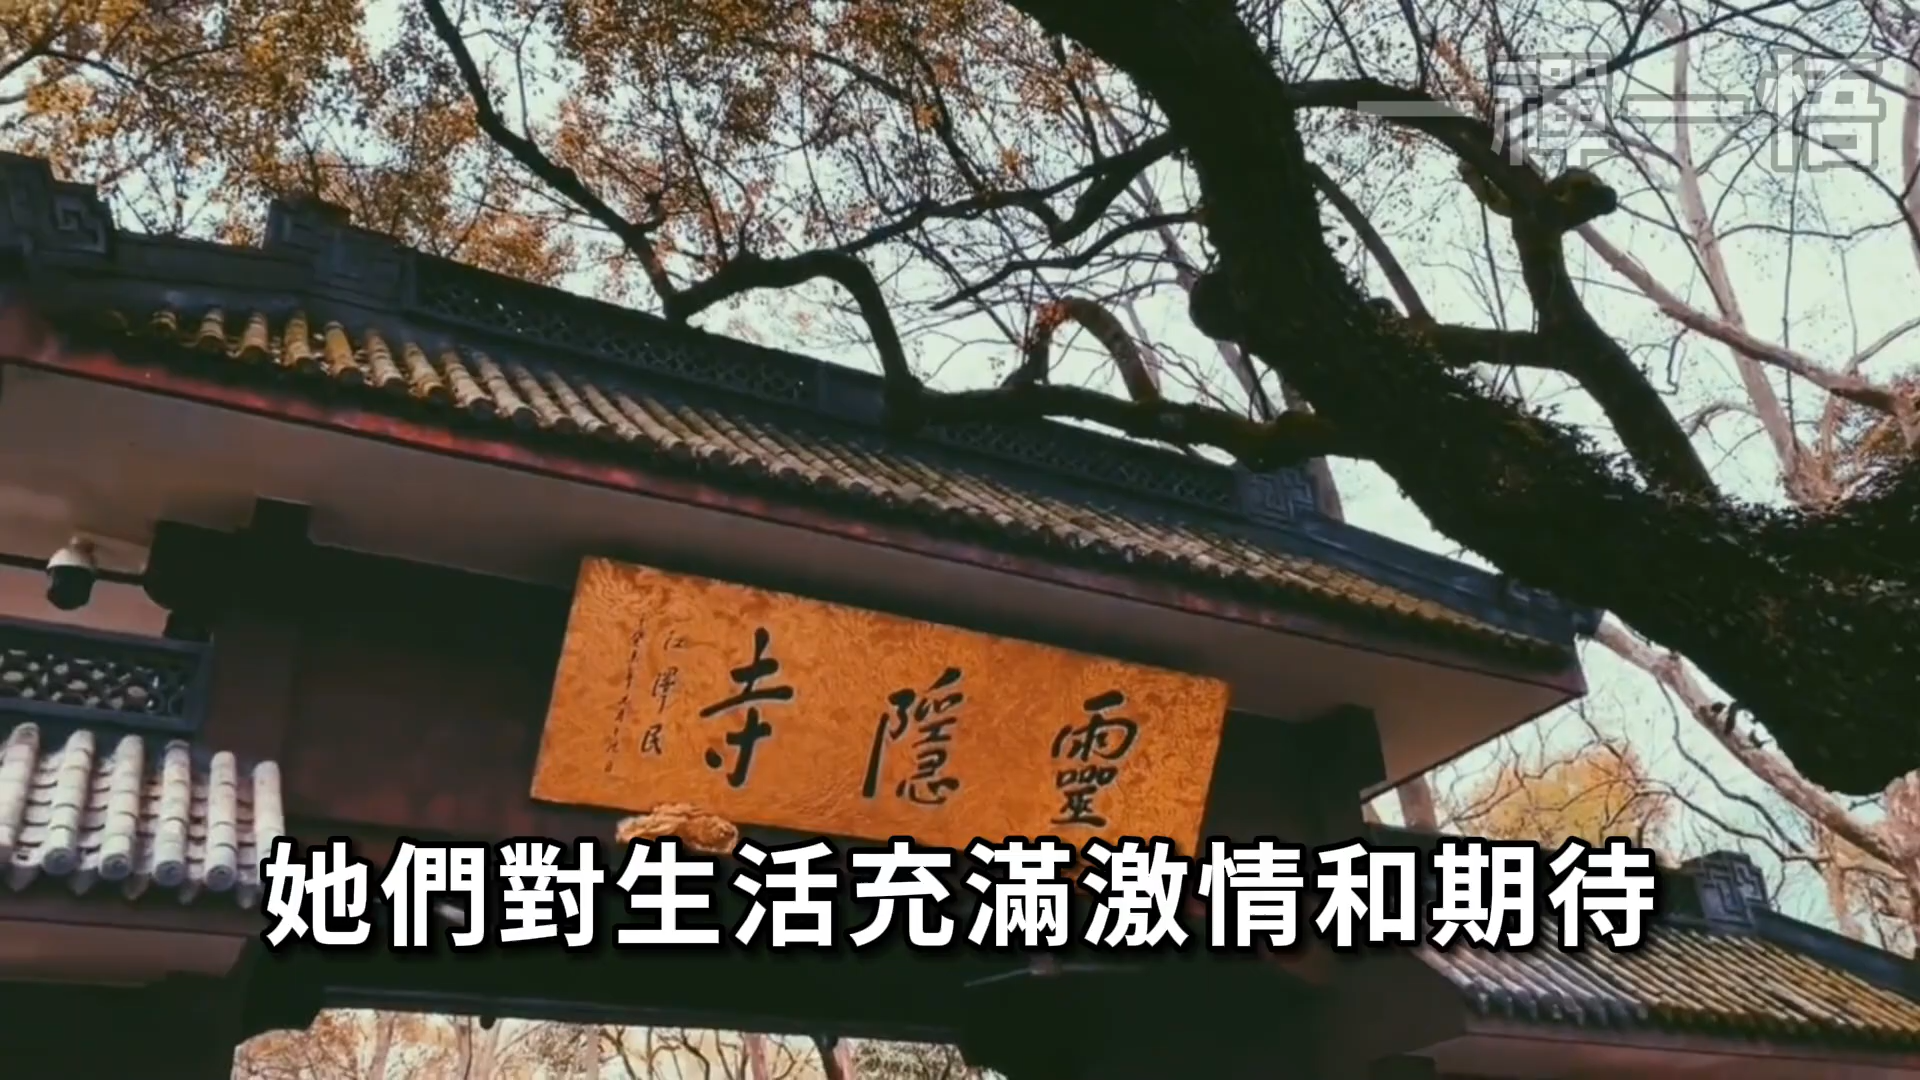 一禪一悟
靈隱寺
江澤民
她們對生活充滿激情和期待